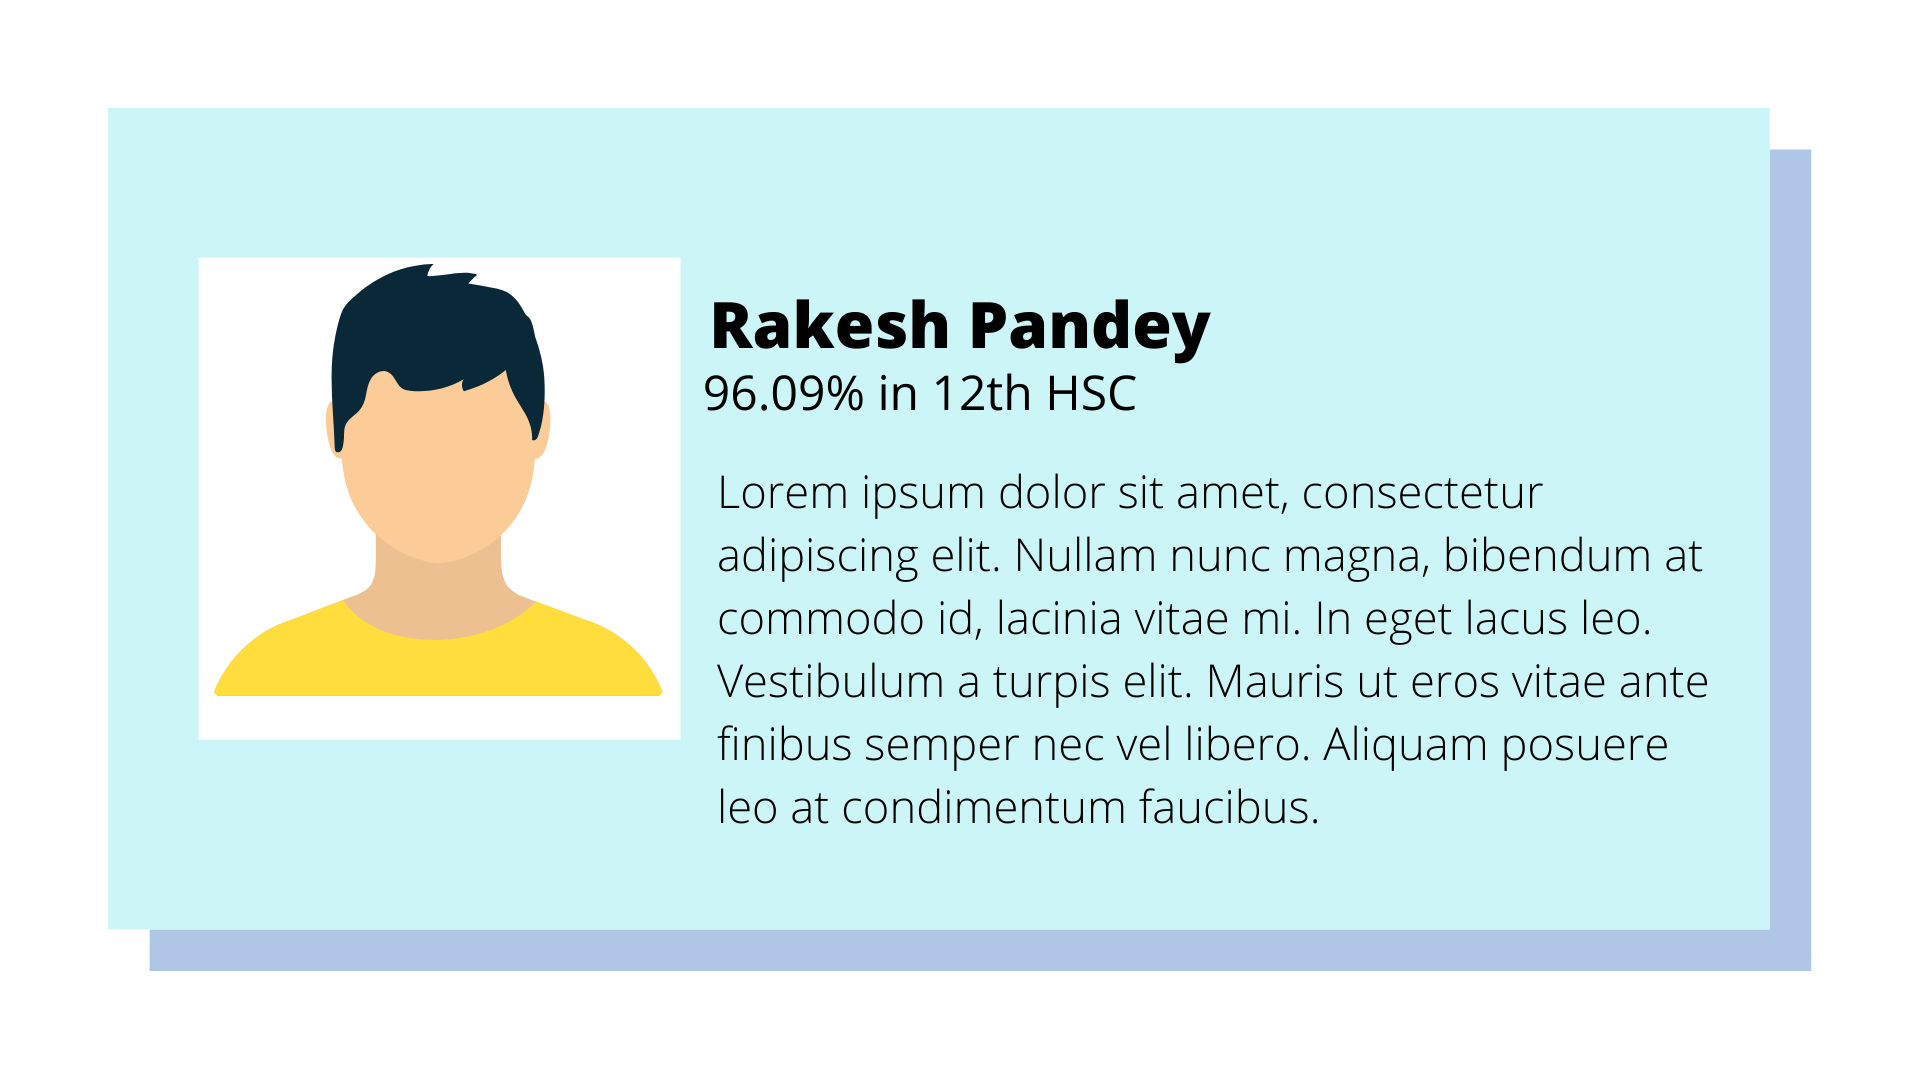 Rakesh Pandey
96.09% in 12th HSC
Lorem ipsum dolor sit amet, consectetur
adipiscing elit. Nullam nunc magna, bibendum at
commodo id, lacinia vitae mi. In eget lacus leo.
Vestibulum a turpis elit. Mauris ut eros vitae ante
finibus semper nec vel libero. Aliquam posuere
leo at condimentum faucibus.